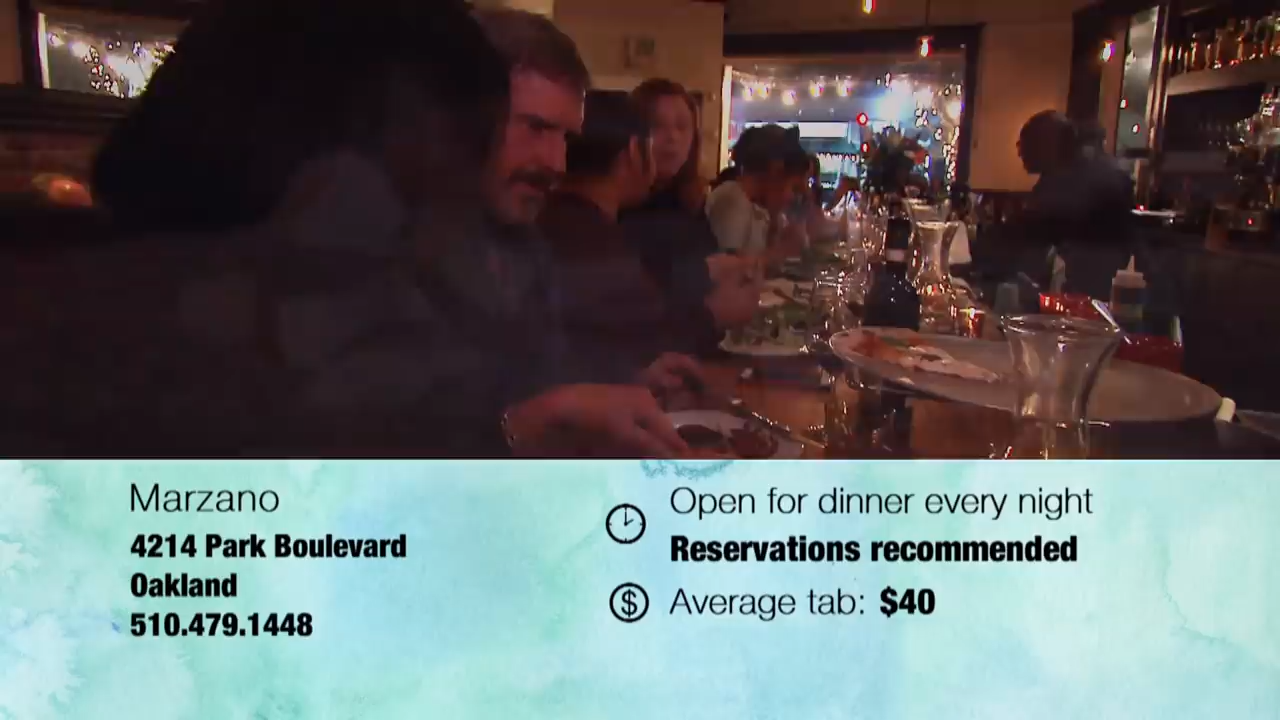 Marzano
4214 Park Boulevard
Oakland
510.479.1448
Open for dinner every night
Reservations recommended
Average tab: $40